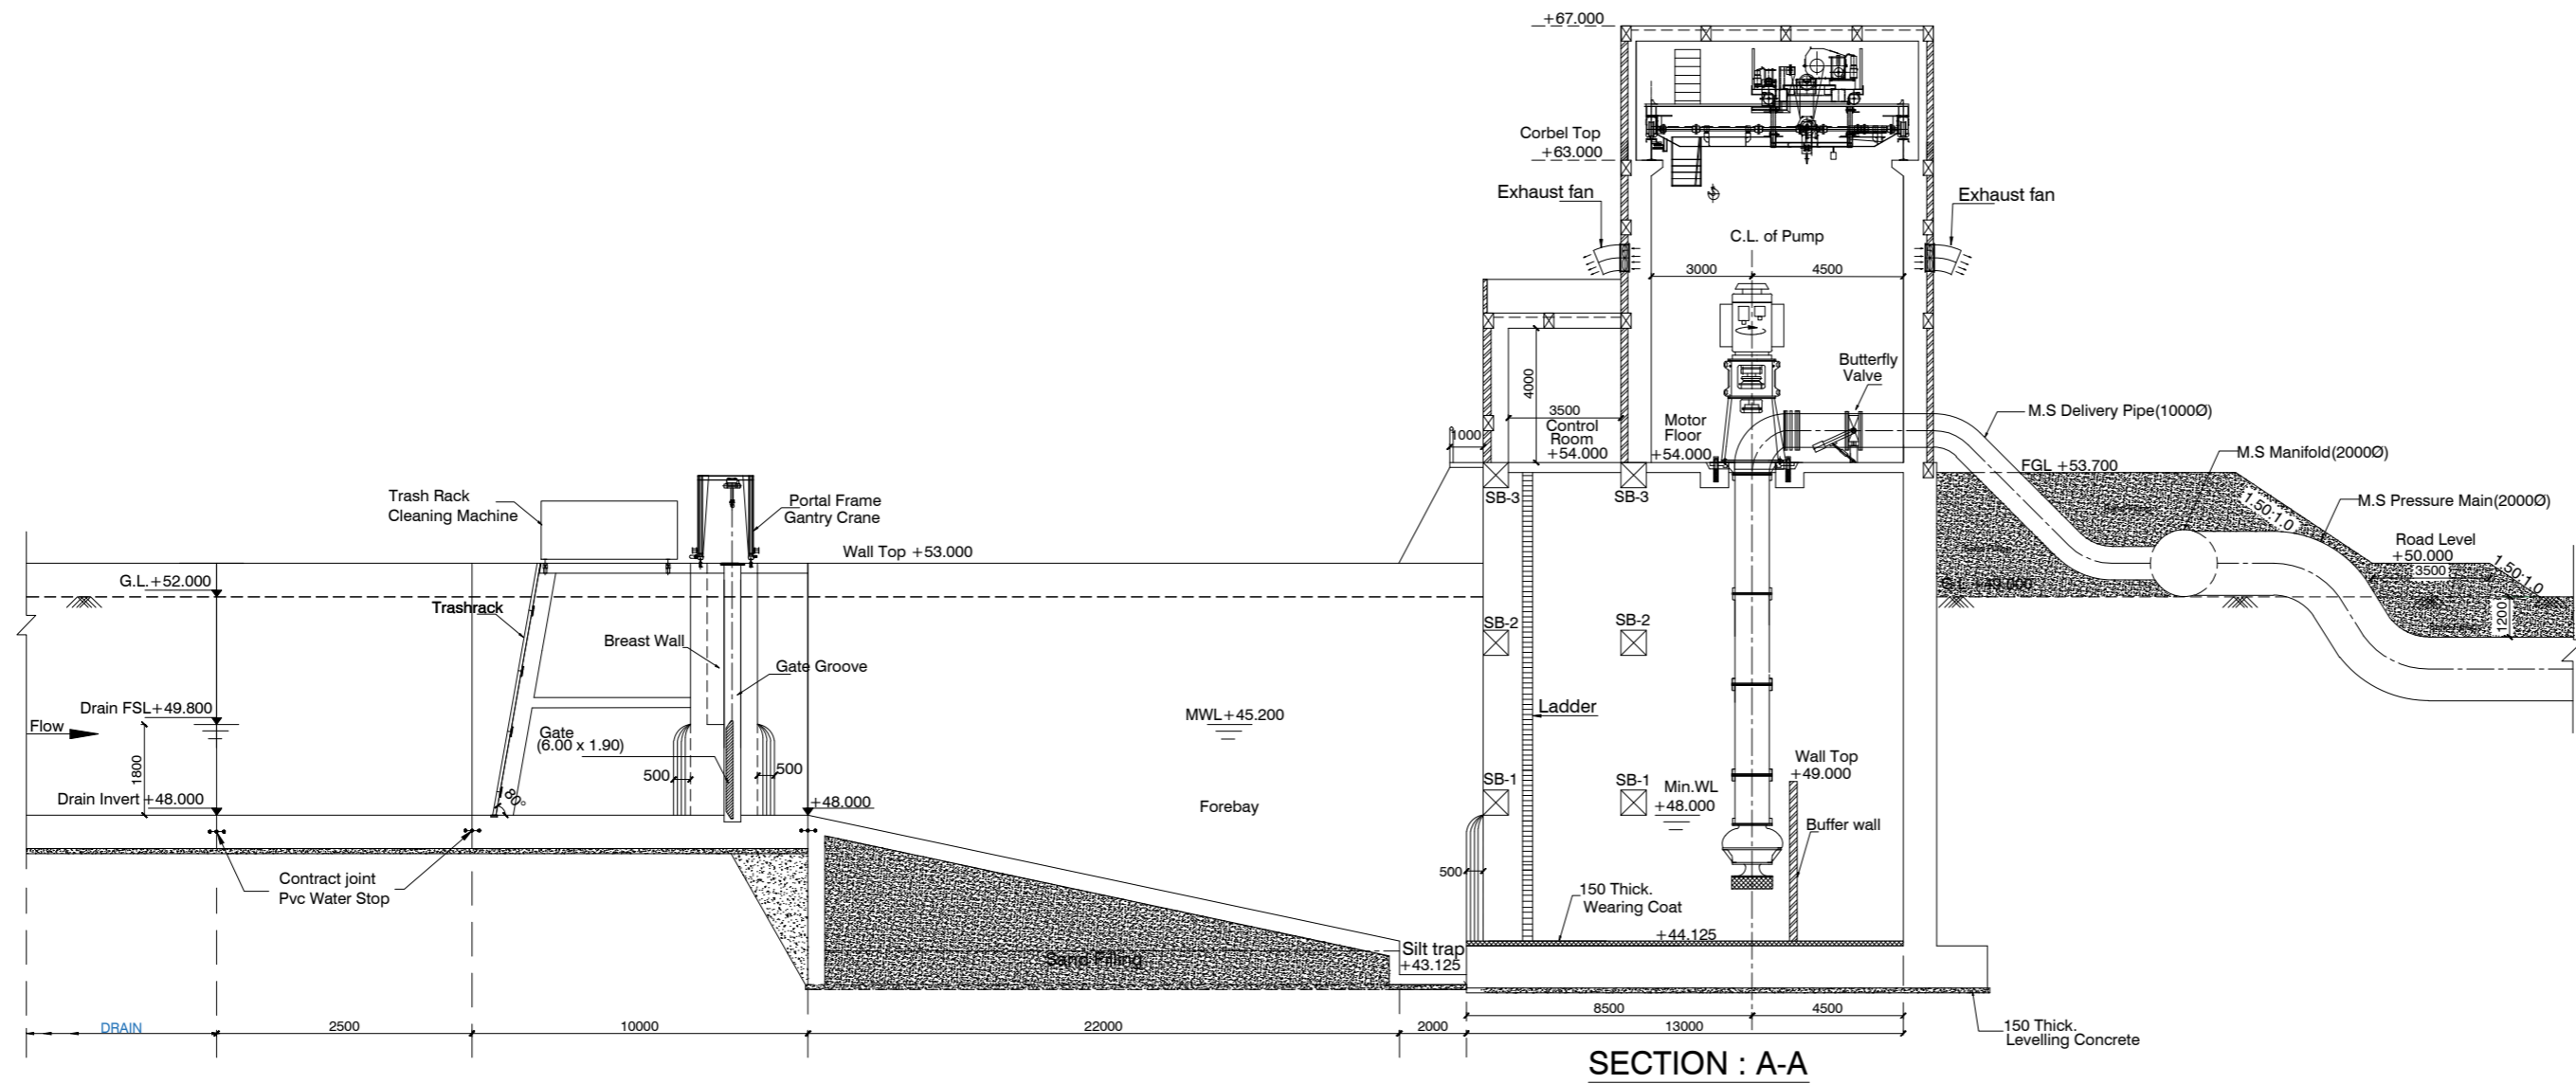 +67.000
Corbel Top
+63.000
Exhaust fan
Exhaust fan
C.L. of Pump
3000
4500
4000
3500
1000
Control
Room
+54.000
Motor
Floor
+54.000
Butterfly
Valve
M.S Delivery Pipe(1000Ø)
M.S Manifold(2000Ø)
FGL +53.700
1.50:1.0
M.S Pressure Main(2000Ø)
Road Level
+50.000
3500
1.50:1.0
1200
G.L +49.000
Trash Rack
Cleaning Machine
Portal Frame
Gantry Crane
Wall Top +53.000
G.L.+52.000
Trashrack
Breast Wall
Gate Groove
SB-3
SB-3
SB-2
SB-2
Ladder
Drain FSL+49.800
Flow
1800
Gate
(6.00 x 1.90)
500
500
MWL+45.200
SB-1
SB-1
Min.WL
+48.000
Wall Top
+49.000
Drain Invert +48.000
80°
+48.000
Forebay
Buffer wall
500
Contract joint
Pvc Water Stop
150 Thick.
Wearing Coat
+44.125
Sand Filling
Silt trap
+43.125
8500
4500
DRAIN
2500
10000
22000
2000
13000
150 Thick.
Levelling Concrete
SECTION : A-A